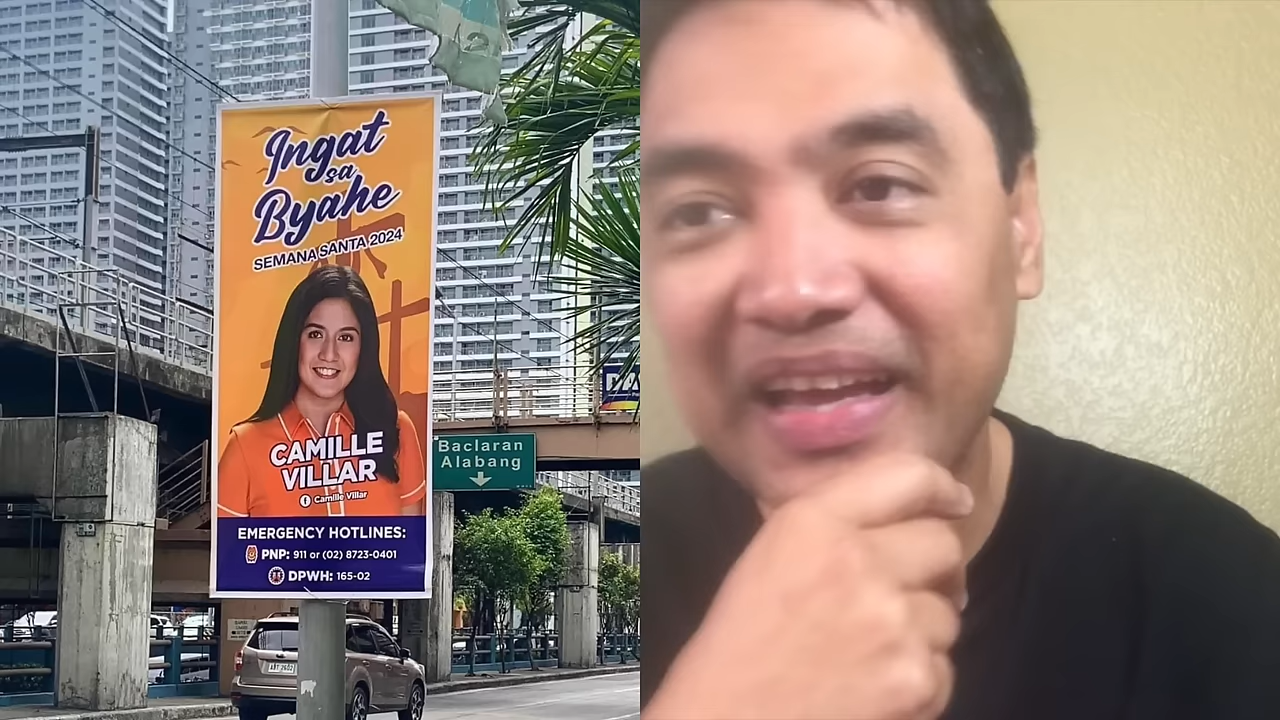 Ingat
sa
Byahe
SEMANA SANTA 2024
CAMILLE
VILLAR
Camille Villar
EMERGENCY HOTLINES:
PNP: 911 or (02) 8723-0401
DPWH: 165-02
Baclaran
Alabang